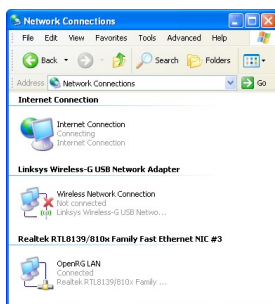 Network Connections
File Edit View Favorites Tools Advanced Help
Back Search Folders
Address Network Connections Go
Internet Connection
Internet Connection
Connecting
Internet Connection
Linksys Wireless-G USB Network Adapter
Wireless Network Connection
Not connected
Linksys Wireless-G USB Netwo...
Realtek RTL8139/810x Family Fast Ethernet NIC #3
OpenRG LAN
Connected
Realtek RTL8139/810x Family ...